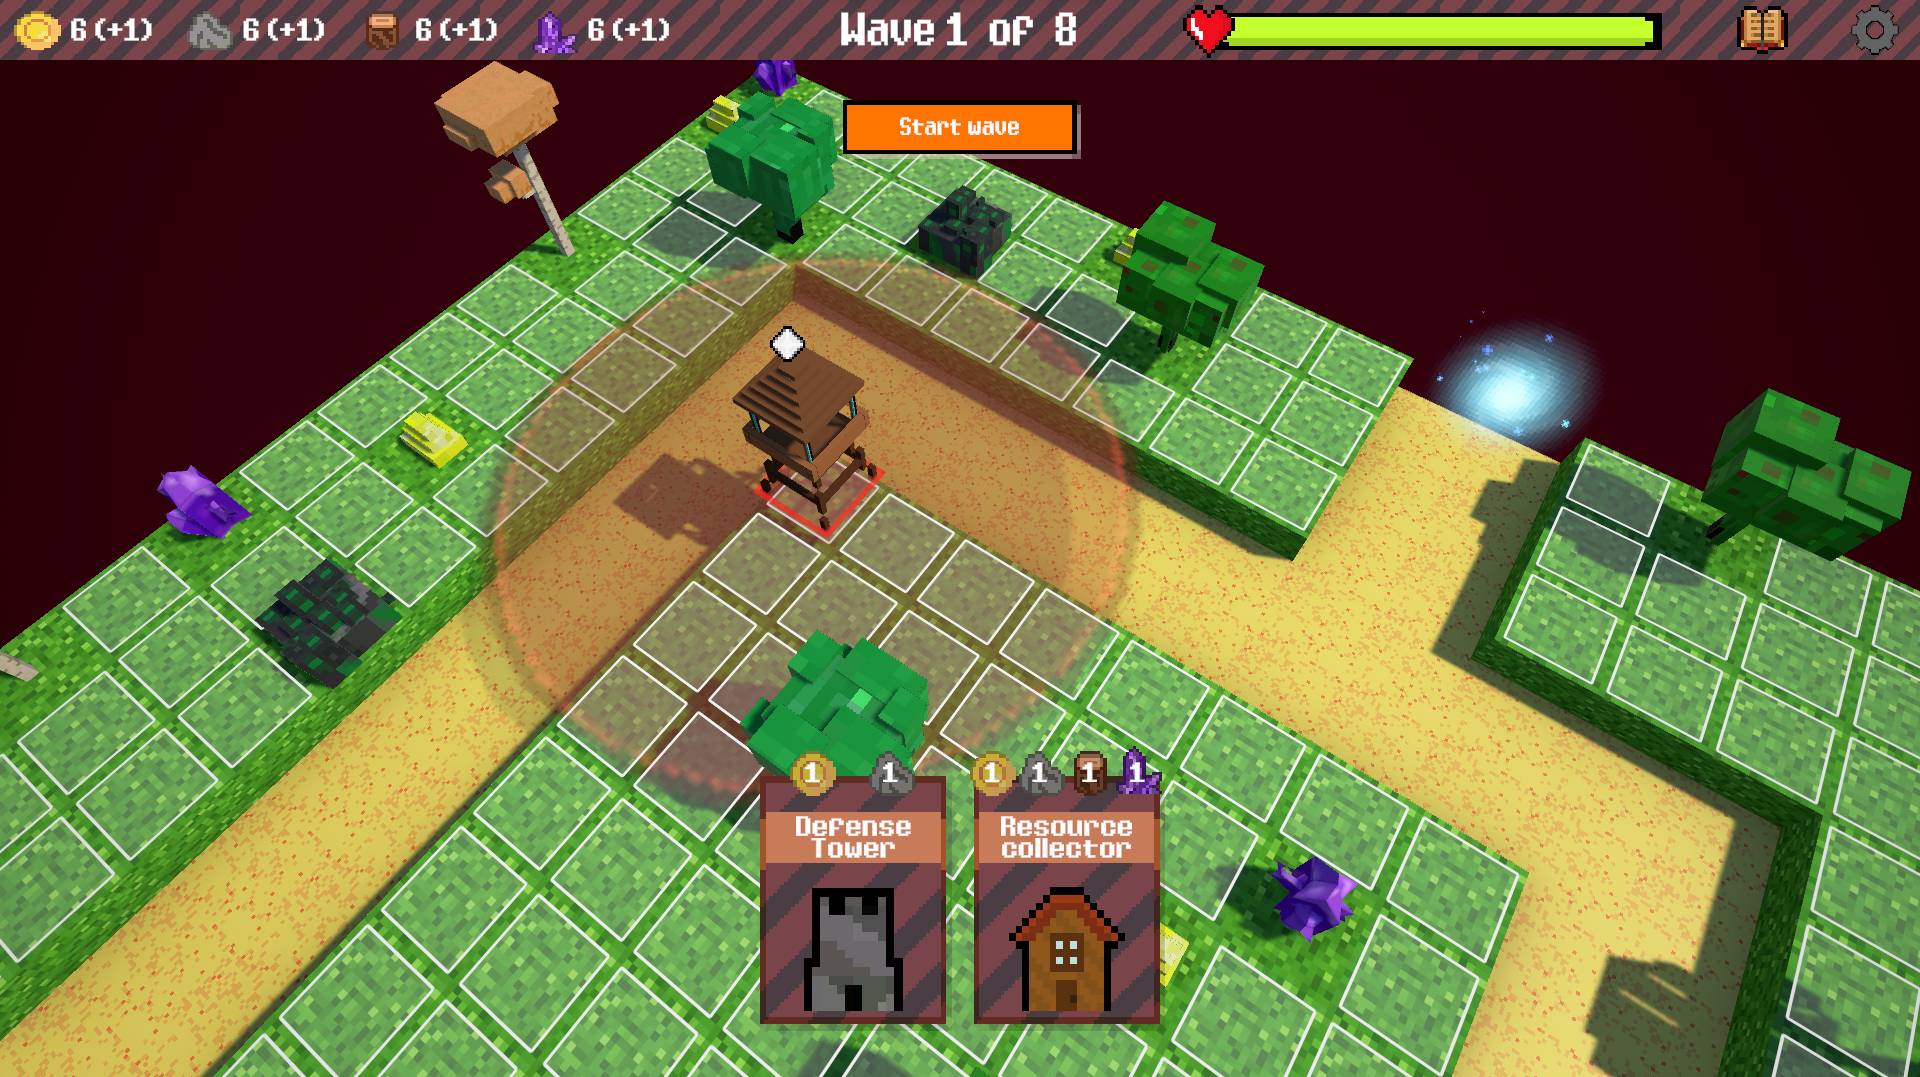 6 (+1) 6 (+1) 6 (+1) 6 (+1) Wave 1 of 8
Start wave
1 1
Defense
Tower
1 1 1 1
Resource
collector